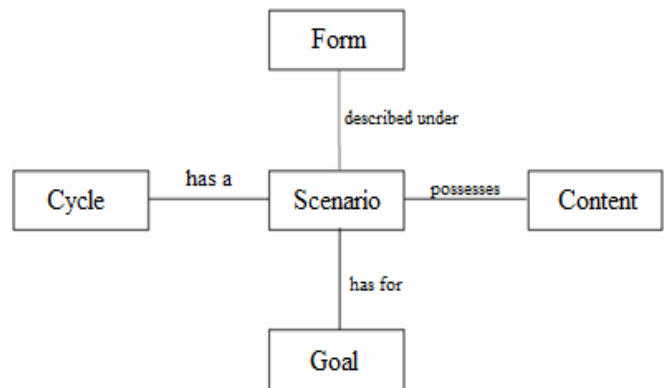 Form
described under
Cycle
has a
Scenario
possesses
Content
has for
Goal